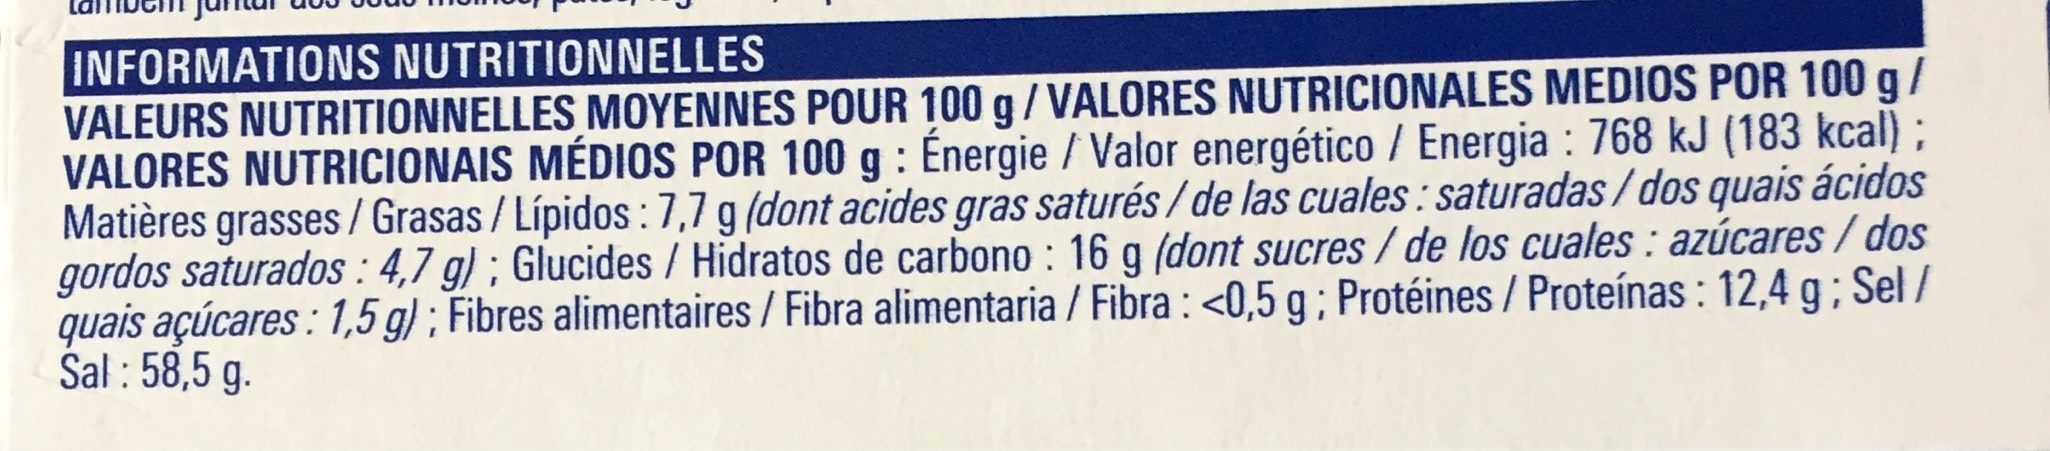 também juntar aos
INFORMATIONS NUTRITIONNELLES
VALEURS NUTRITIONNELLES MOYENNES POUR 100 g / VALORES NUTRICIONALES MEDIOS POR 100 g /
VALORES NUTRICIONAIS MÉDIOS POR 100 g : Énergie / Valor energético / Energia : 768 kJ (183 kcal) ;
Matières grasses / Grasas / Lípidos : 7,7 g (dont acides gras saturés / de las cuales : saturadas / dos quais ácidos
gordos saturados : 4,7 g) ; Glucides / Hidratos de carbono : 16 g (dont sucres / de los cuales : azúcares / dos
quais açúcares : 1,5 g) ; Fibres alimentaires / Fibra alimentaria / Fibra : <0,5 g ; Protéines / Proteínas : 12,4 g ; Sel /
Sal : 58,5 g.